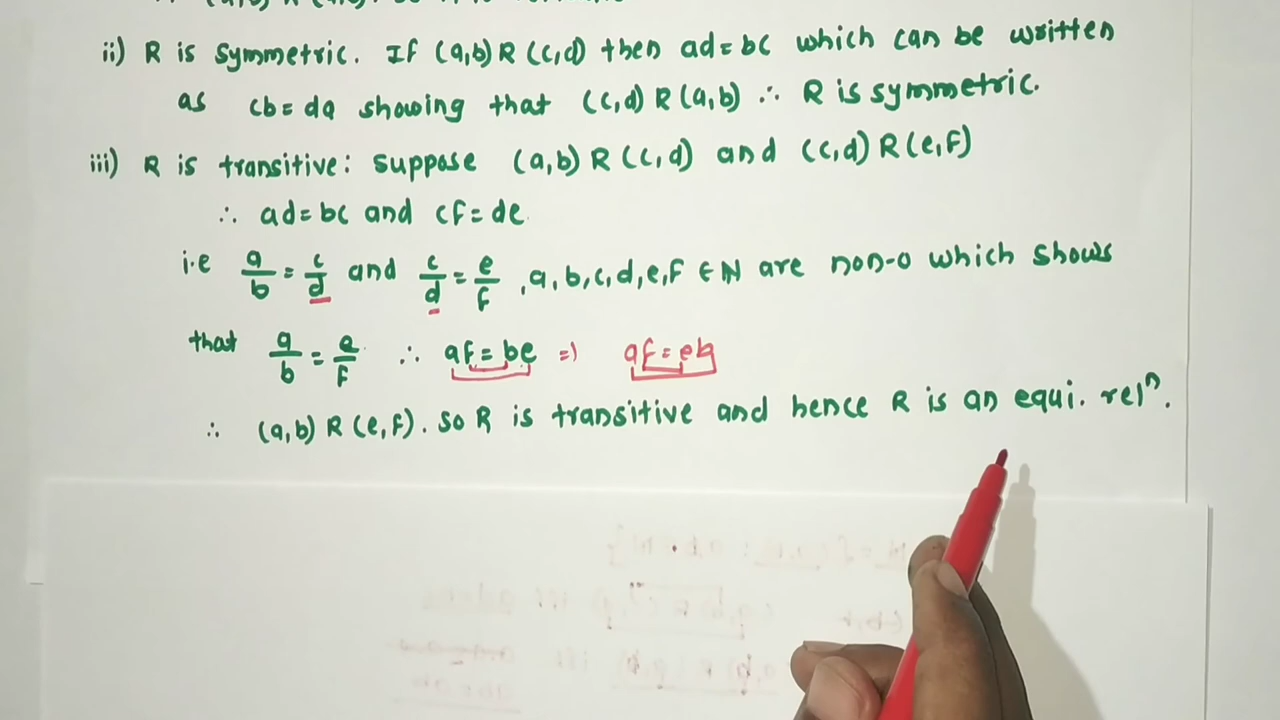 ii) R is symmetric. If (a,b) R (c,d) then ad=bc which can be written
as cb=da showing that (c,d) R (a,b) ∴ R is symmetric.
iii) R is transitive: suppose (a,b) R (c,d) and (c,d) R (e,f)
∴ ad=bc and cf=de
i.e a/b = c/d and c/d = e/f , a,b,c,d,e,f ∈ N are non-0 which shows
that a/b = e/f ∴ af=be ⇒ af=eb
∴ (a,b) R (e,f). So R is transitive and hence R is an equi. relⁿ.